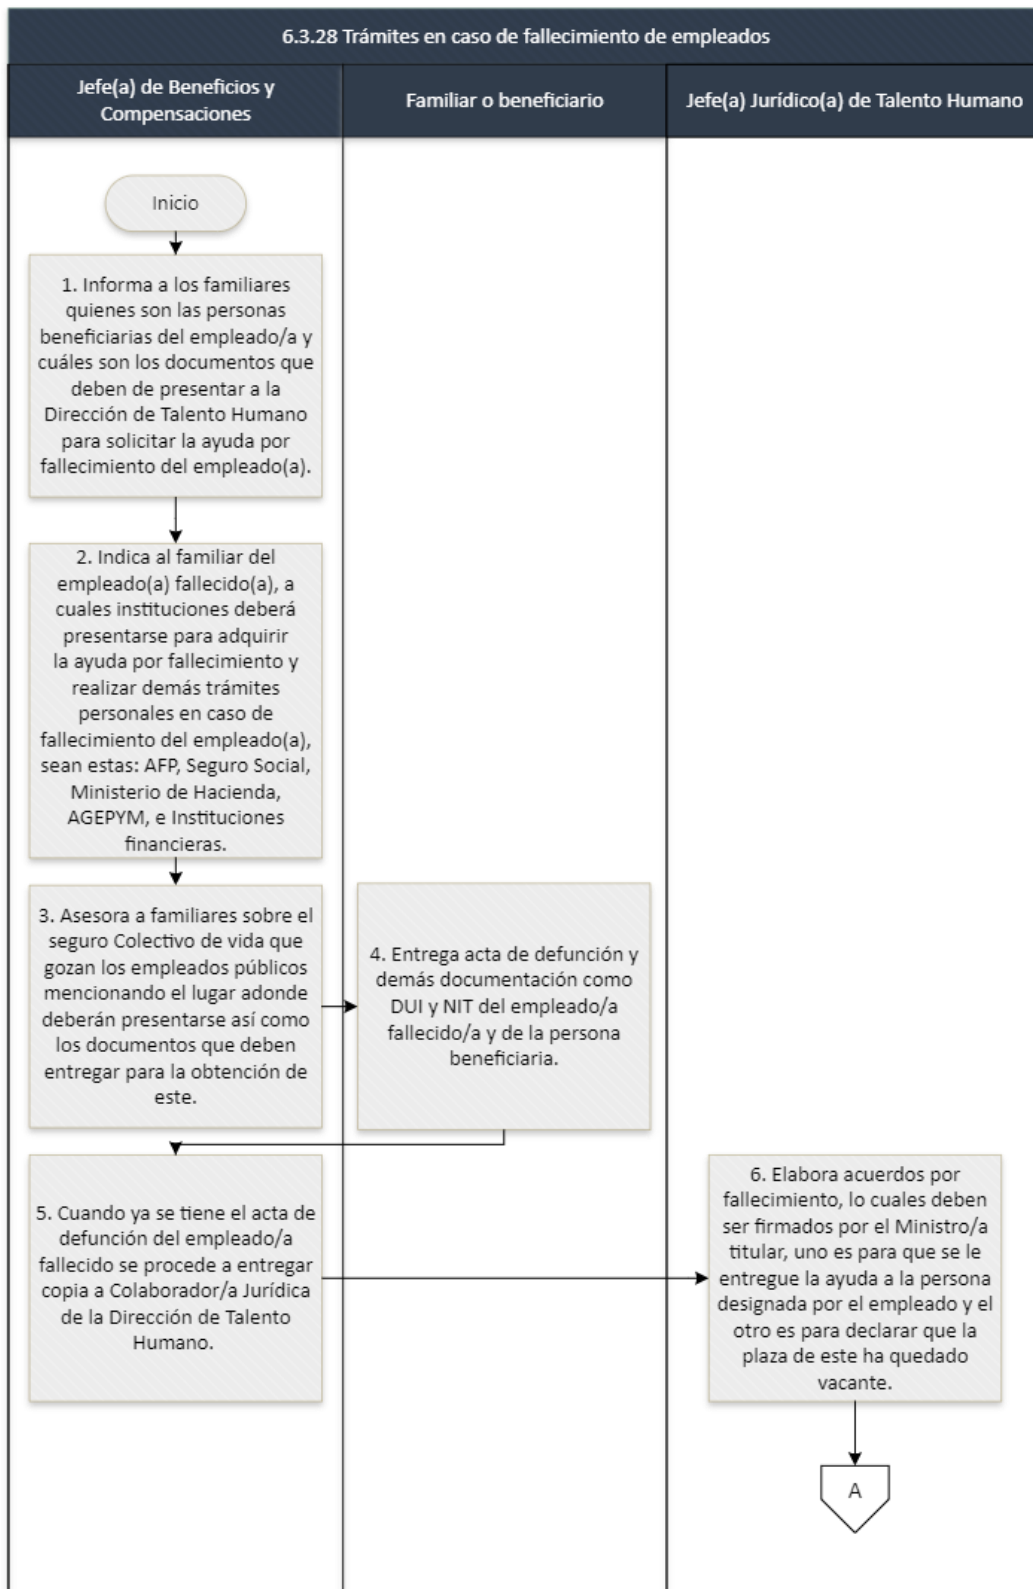 6.3.28 Trámites en caso de fallecimiento de empleados
Jefe(a) de Beneficios y
Compensaciones
Familiar o beneficiario
Jefe(a) Jurídico(a) de Talento Humano
Inicio
1. Informa a los familiares
quienes son las personas
beneficiarias del empleado/a y
cuáles son los documentos que
deben de presentar a la
Dirección de Talento Humano
para solicitar la ayuda por
fallecimiento del empleado(a).
2. Indica al familiar del
empleado(a) fallecido(a), a
cuales instituciones deberá
presentarse para adquirir
la ayuda por fallecimiento y
realizar demás trámites
personales en caso de
fallecimiento del empleado(a),
sean estas: AFP, Seguro Social,
Ministerio de Hacienda,
AGEPYM, e Instituciones
financieras.
3. Asesora a familiares sobre el
seguro Colectivo de vida que
gozan los empleados públicos
mencionando el lugar adonde
deberán presentarse así como
los documentos que deben
entregar para la obtención de
este.
4. Entrega acta de defunción y
demás documentación como
DUI y NIT del empleado/a
fallecido/a y de la persona
beneficiaria.
5. Cuando ya se tiene el acta de
defunción del empleado/a
fallecido se procede a entregar
copia a Colaborador/a Jurídica
de la Dirección de Talento
Humano.
6. Elabora acuerdos por
fallecimiento, lo cuales deben
ser firmados por el Ministro/a
titular, uno es para que se le
entregue la ayuda a la persona
designada por el empleado y el
otro es para declarar que la
plaza de este ha quedado
vacante.
A